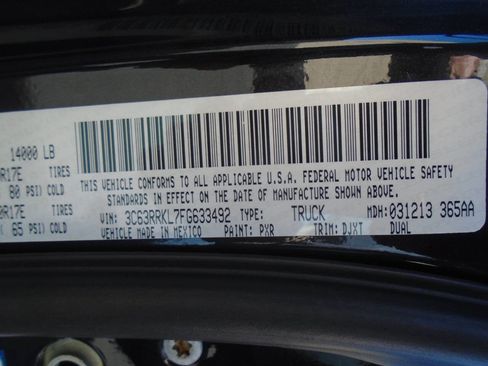 14000 LB
R17E TIRES
80 PSI) COLD
R17E TIRES
65 PSI) COLD
THIS VEHICLE CONFORMS TO ALL APPLICABLE U.S.A. FEDERAL MOTOR VEHICLE SAFETY
STANDARDS IN EFFECT ON THE DATE OF MANUFACTURE SHOWN ABOVE.
VIN: 3C63RRKL7FG633492 TYPE: TRUCK MDH: 031213 365AA
VEHICLE MADE IN MEXICO PAINT: PXR TRIM: DJXT DUAL